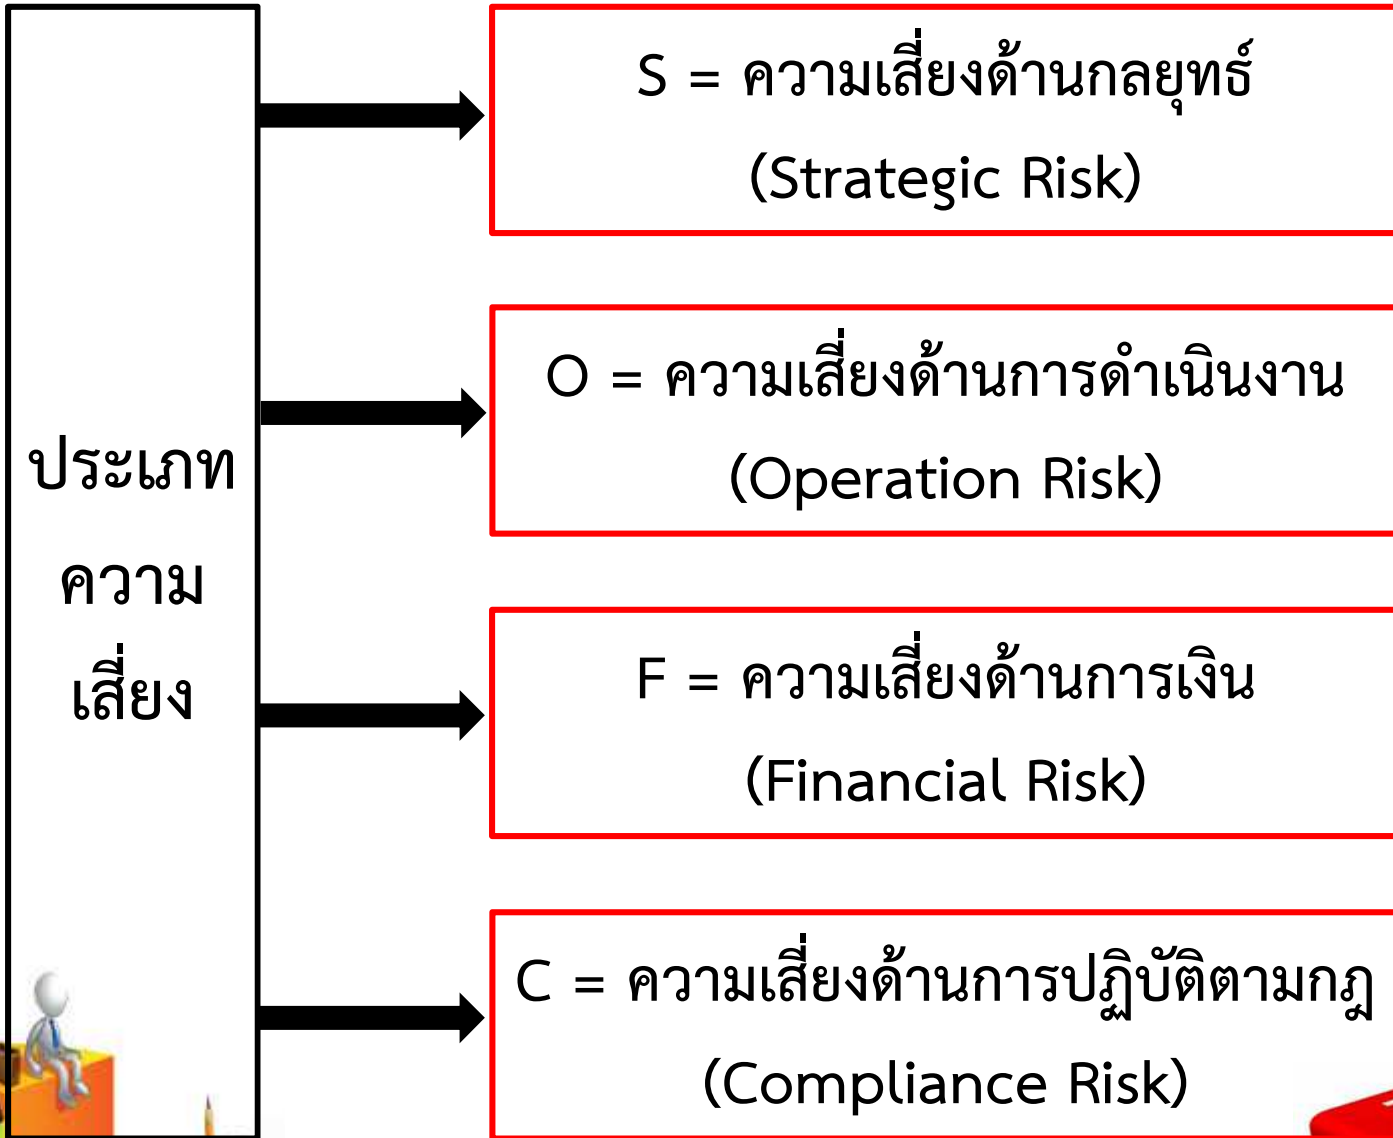 ประเภท
ความ
เสี่ยง
S = ความเสี่ยงด้านกลยุทธ์
(Strategic Risk)
O = ความเสี่ยงด้านการดำเนินงาน
(Operation Risk)
F = ความเสี่ยงด้านการเงิน
(Financial Risk)
C = ความเสี่ยงด้านการปฏิบัติตามกฎ
(Compliance Risk)